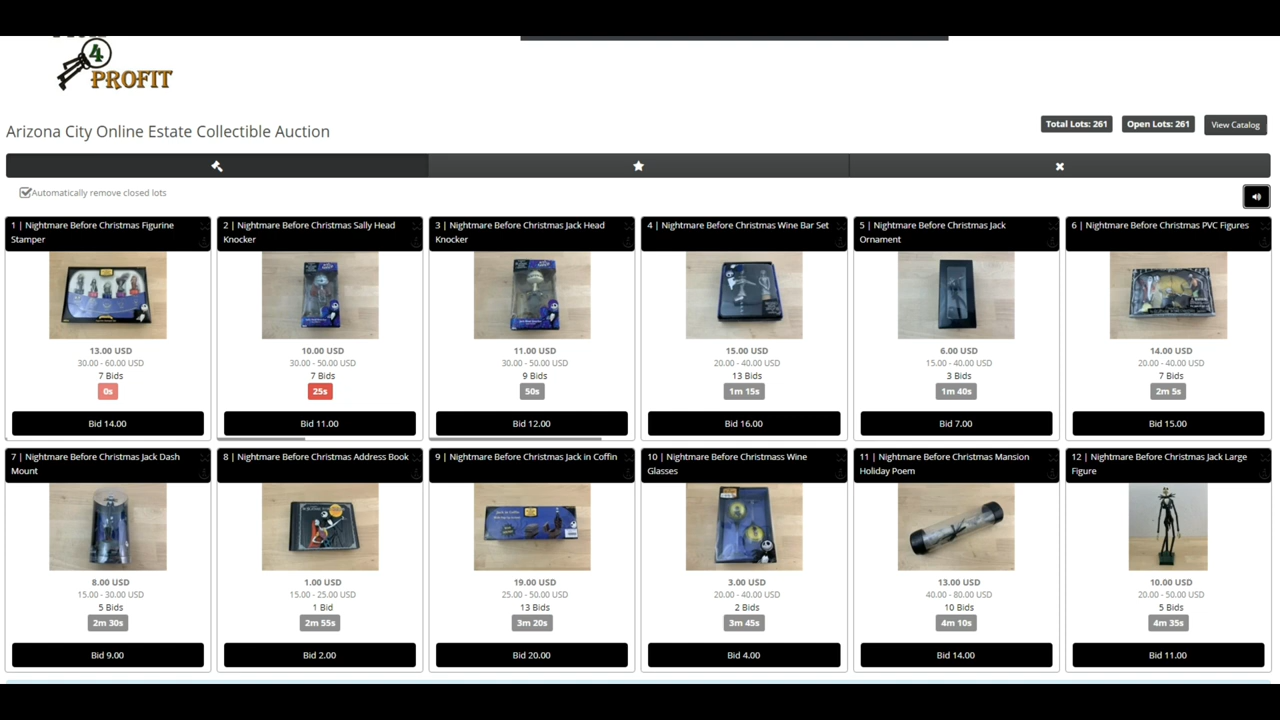 4
PROFIT
Arizona City Online Estate Collectible Auction
Total Lots: 261
Open Lots: 261
View Catalog
Automatically remove closed lots
1 | Nightmare Before Christmas Figurine
Stamper
13.00 USD
30.00 - 60.00 USD
7 Bids
0s
Bid 14.00
2 | Nightmare Before Christmas Sally Head
Knocker
10.00 USD
30.00 - 50.00 USD
7 Bids
25s
Bid 11.00
3 | Nightmare Before Christmas Jack Head
Knocker
11.00 USD
30.00 - 50.00 USD
9 Bids
50s
Bid 12.00
4 | Nightmare Before Christmas Wine Bar Set
15.00 USD
20.00 - 40.00 USD
13 Bids
1m 15s
Bid 16.00
5 | Nightmare Before Christmas Jack
Ornament
6.00 USD
15.00 - 40.00 USD
3 Bids
1m 40s
Bid 7.00
6 | Nightmare Before Christmas PVC Figures
14.00 USD
20.00 - 40.00 USD
7 Bids
2m 5s
Bid 15.00
7 | Nightmare Before Christmas Jack Dash
Mount
8.00 USD
15.00 - 30.00 USD
5 Bids
2m 30s
Bid 9.00
8 | Nightmare Before Christmas Address Book
1.00 USD
15.00 - 25.00 USD
1 Bid
2m 55s
Bid 2.00
9 | Nightmare Before Christmas Jack in Coffin
Jack in Coffin
19.00 USD
25.00 - 50.00 USD
13 Bids
3m 20s
Bid 20.00
10 | Nightmare Before Christmass Wine
Glasses
3.00 USD
20.00 - 40.00 USD
2 Bids
3m 45s
Bid 4.00
11 | Nightmare Before Christmas Mansion
Holiday Poem
13.00 USD
40.00 - 80.00 USD
10 Bids
4m 10s
Bid 14.00
12 | Nightmare Before Christmas Jack Large
Figure
10.00 USD
20.00 - 50.00 USD
5 Bids
4m 35s
Bid 11.00